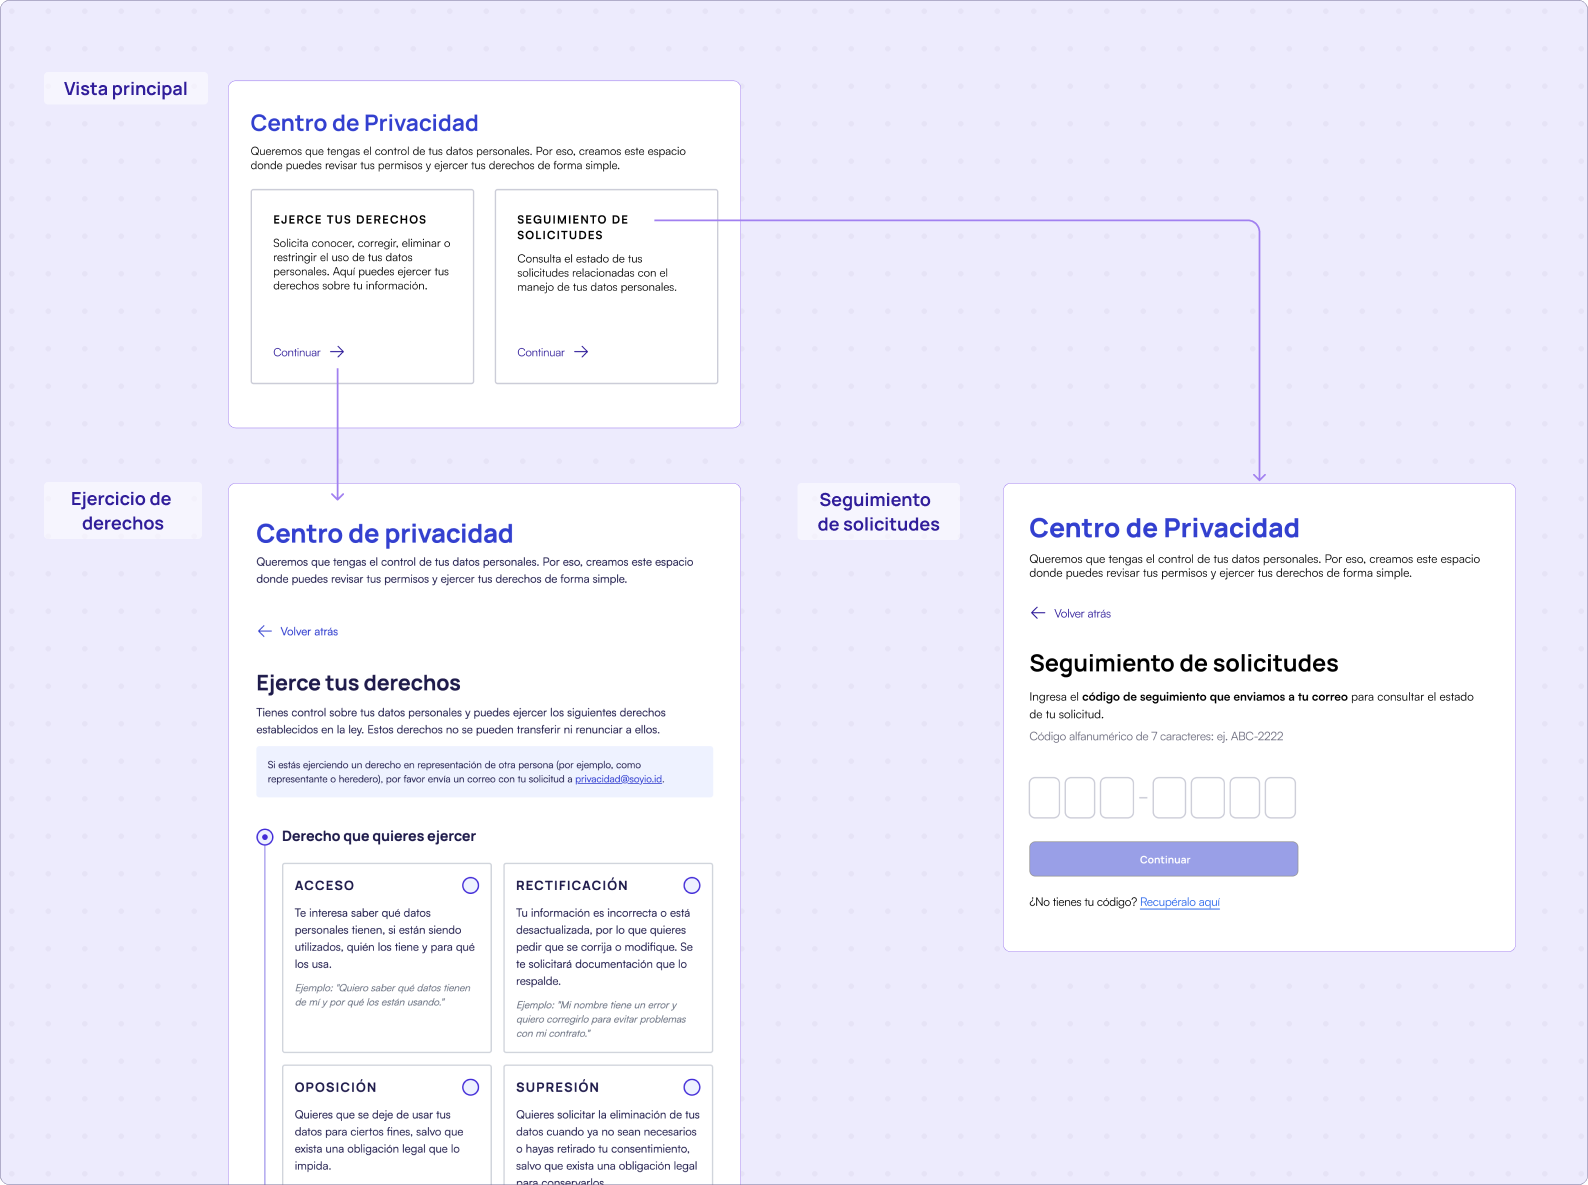 Vista principal
Centro de Privacidad
Queremos que tengas el control de tus datos personales. Por eso, creamos este espacio
donde puedes revisar tus permisos y ejercer tus derechos de forma simple.
EJERCE TUS DERECHOS
Solicita conocer, corregir, eliminar o
restringir el uso de tus datos
personales. Aquí puedes ejercer tus
derechos sobre tu información.
Continuar
SEGUIMIENTO DE
SOLICITUDES
Consulta el estado de tus
solicitudes relacionadas con el
manejo de tus datos personales.
Continuar
Ejercicio de
derechos
Centro de privacidad
Queremos que tengas el control de tus datos personales. Por eso, creamos este espacio
donde puedes revisar tus permisos y ejercer tus derechos de forma simple.
Volver atrás
Ejerce tus derechos
Tienes control sobre tus datos personales y puedes ejercer los siguientes derechos
establecidos en la ley. Estos derechos no se pueden transferir ni renunciar a ellos.
Si estás ejerciendo un derecho en representación de otra persona (por ejemplo, como
representante o heredero), por favor envía un correo con tu solicitud a privacidad@soyio.id.
Derecho que quieres ejercer
ACCESO
Te interesa saber qué datos
personales tienen, si están siendo
utilizados, quién los tiene y para qué
los usa.
Ejemplo: "Quiero saber qué datos tienen
de mí y por qué los están usando."
RECTIFICACIÓN
Tu información es incorrecta o está
desactualizada, por lo que quieres
pedir que se corrija o modifique. Se
te solicitará documentación que lo
respalde.
Ejemplo: "Mi nombre tiene un error y
quiero corregirlo para evitar problemas
con mi contrato."
OPOSICIÓN
Quieres que se deje de usar tus
datos para ciertos fines, salvo que
exista una obligación legal que lo
impida.
SUPRESIÓN
Quieres solicitar la eliminación de tus
datos cuando ya no sean necesarios
o hayas retirado tu consentimiento,
salvo que exista una obligación legal
para conservarlos.
Seguimiento
de solicitudes
Centro de Privacidad
Queremos que tengas el control de tus datos personales. Por eso, creamos este espacio
donde puedes revisar tus permisos y ejercer tus derechos de forma simple.
Volver atrás
Seguimiento de solicitudes
Ingresa el código de seguimiento que enviamos a tu correo para consultar el estado
de tu solicitud.
Código alfanumérico de 7 caracteres: ej. ABC-2222
–
Continuar
¿No tienes tu código? Recupéralo aquí